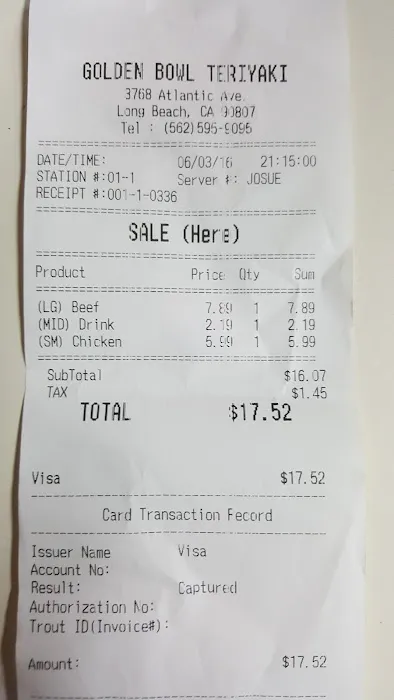 GOLDEN BOWL TERIYAKI
3768 Atlantic Ave.
Long Beach, CA 90807
Tel : (562)595-9095
DATE/TIME: 06/03/16 21:15:00
STATION #:01-1 Server #: JOSUE
RECEIPT #:001-1-0336
SALE (Here)
Product Price Qty Sum
(LG) Beef 7.89 1 7.89
(MID) Drink 2.19 1 2.19
(SM) Chicken 5.99 1 5.99
SubTotal $16.07
TAX $1.45
TOTAL $17.52
Visa $17.52
Card Transaction Record
Issuer Name Visa
Account No:
Result: Captured
Authorization No:
Trout ID(Invoice#):
Amount: $17.52